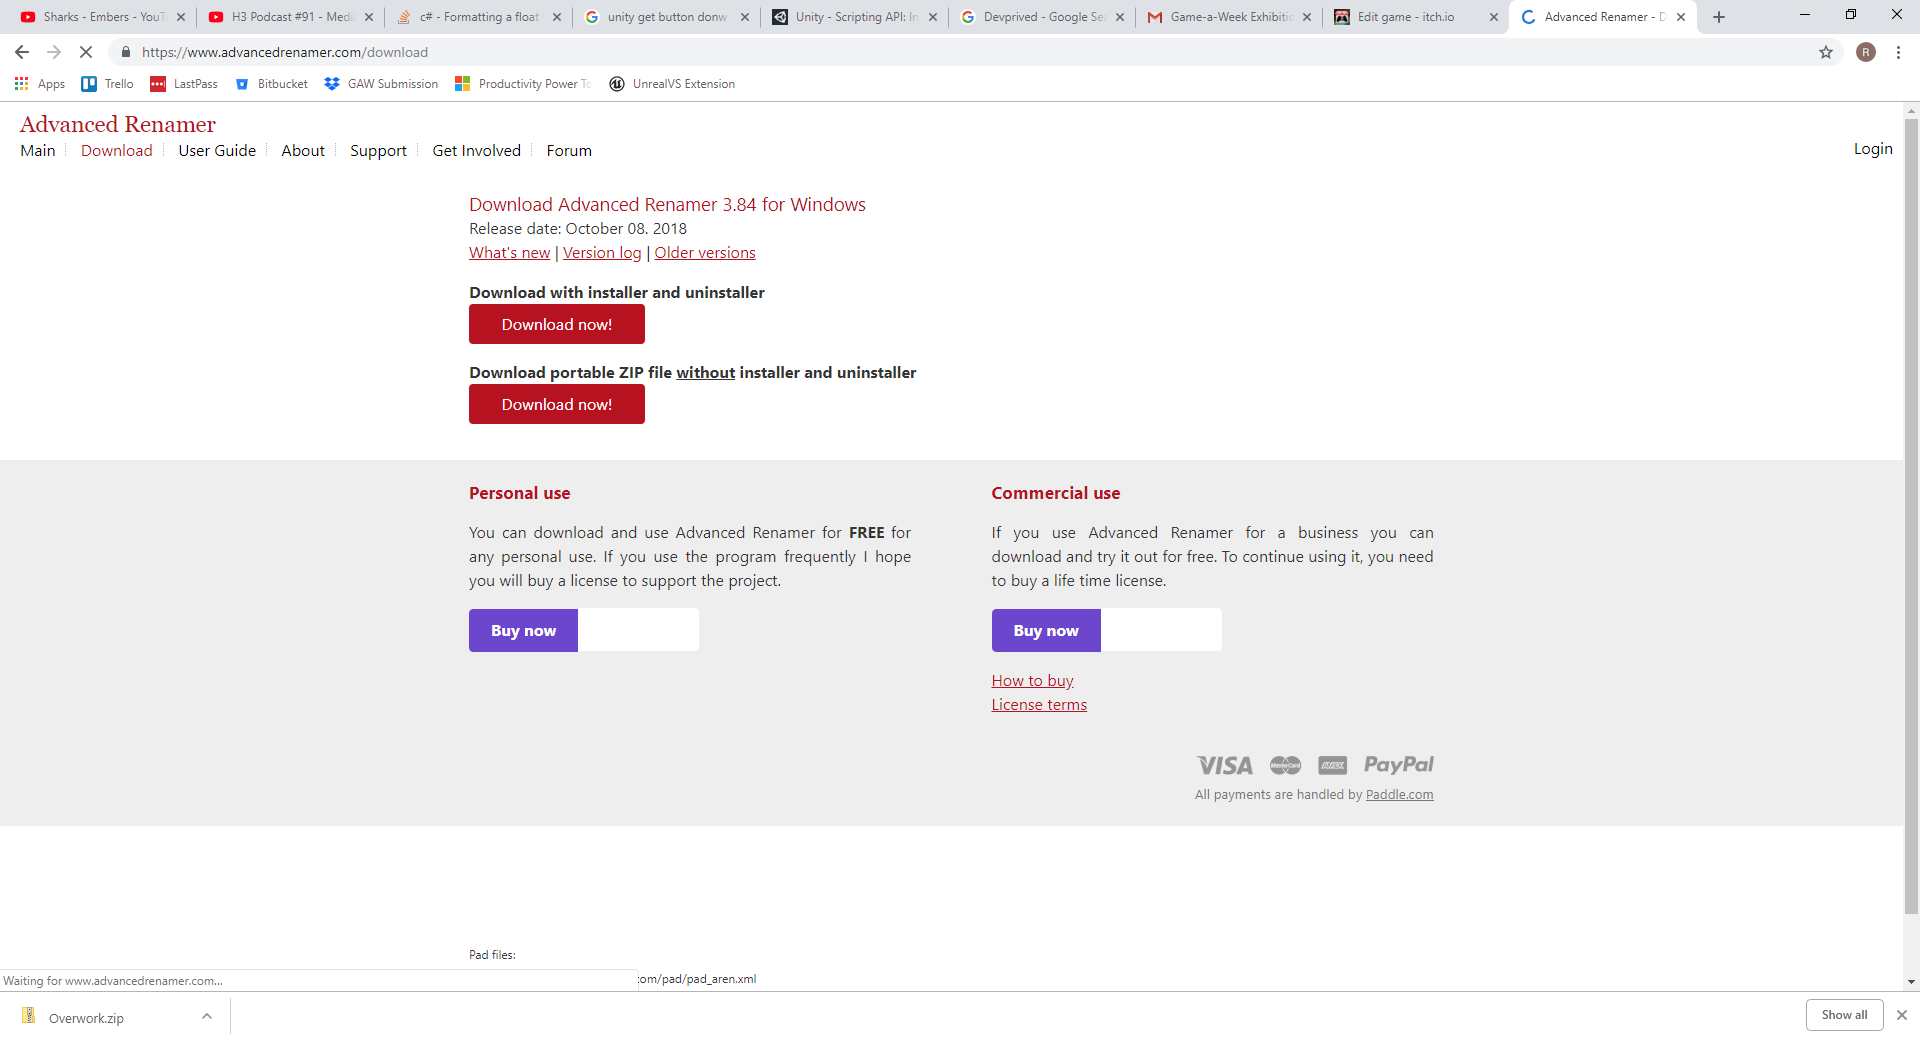 Sharks - Embers - YouT
H3 Podcast #91 - Medi
c# - Formatting a float
unity get button donw
Unity - Scripting API: In
Devprived - Google Sea
Game-a-Week Exhibitio
Edit game - itch.io
Advanced Renamer - D
https://www.advancedrenamer.com/download
R
Apps
Trello
LastPass
Bitbucket
GAW Submission
Productivity Power To
UnrealVS Extension
Advanced Renamer
Main
Download
User Guide
About
Support
Get Involved
Forum
Login
Download Advanced Renamer 3.84 for Windows
Release date: October 08. 2018
What's new | Version log | Older versions
Download with installer and uninstaller
Download now!
Download portable ZIP file without installer and uninstaller
Download now!
Personal use
You can download and use Advanced Renamer for FREE for
any personal use. If you use the program frequently I hope
you will buy a license to support the project.
Buy now
Commercial use
If you use Advanced Renamer for a business you can
download and try it out for free. To continue using it, you need
to buy a life time license.
Buy now
How to buy
License terms
VISA
MasterCard
AMEX
PayPal
All payments are handled by Paddle.com
Pad files:
com/pad/pad_aren.xml
Waiting for www.advancedrenamer.com...
Overwork.zip
Show all